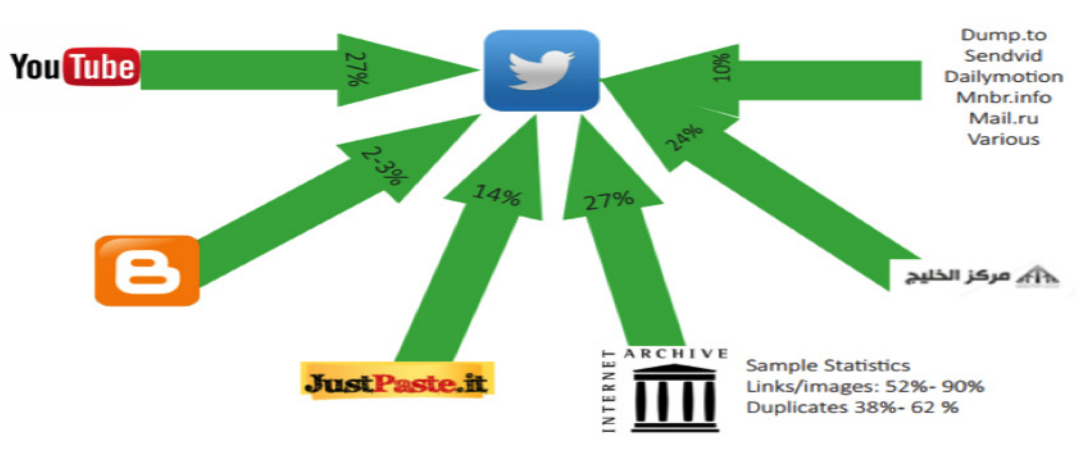 YouTube
27%
10%
Dump.to
Sendvid
Dailymotion
Mnbr.info
Mail.ru
Various
24%
2-3%
14%
27%
مركز الخليج
JustPaste.it
INTERNET
ARCHIVE
Sample Statistics
Links/images: 52%- 90%
Duplicates 38%- 62 %